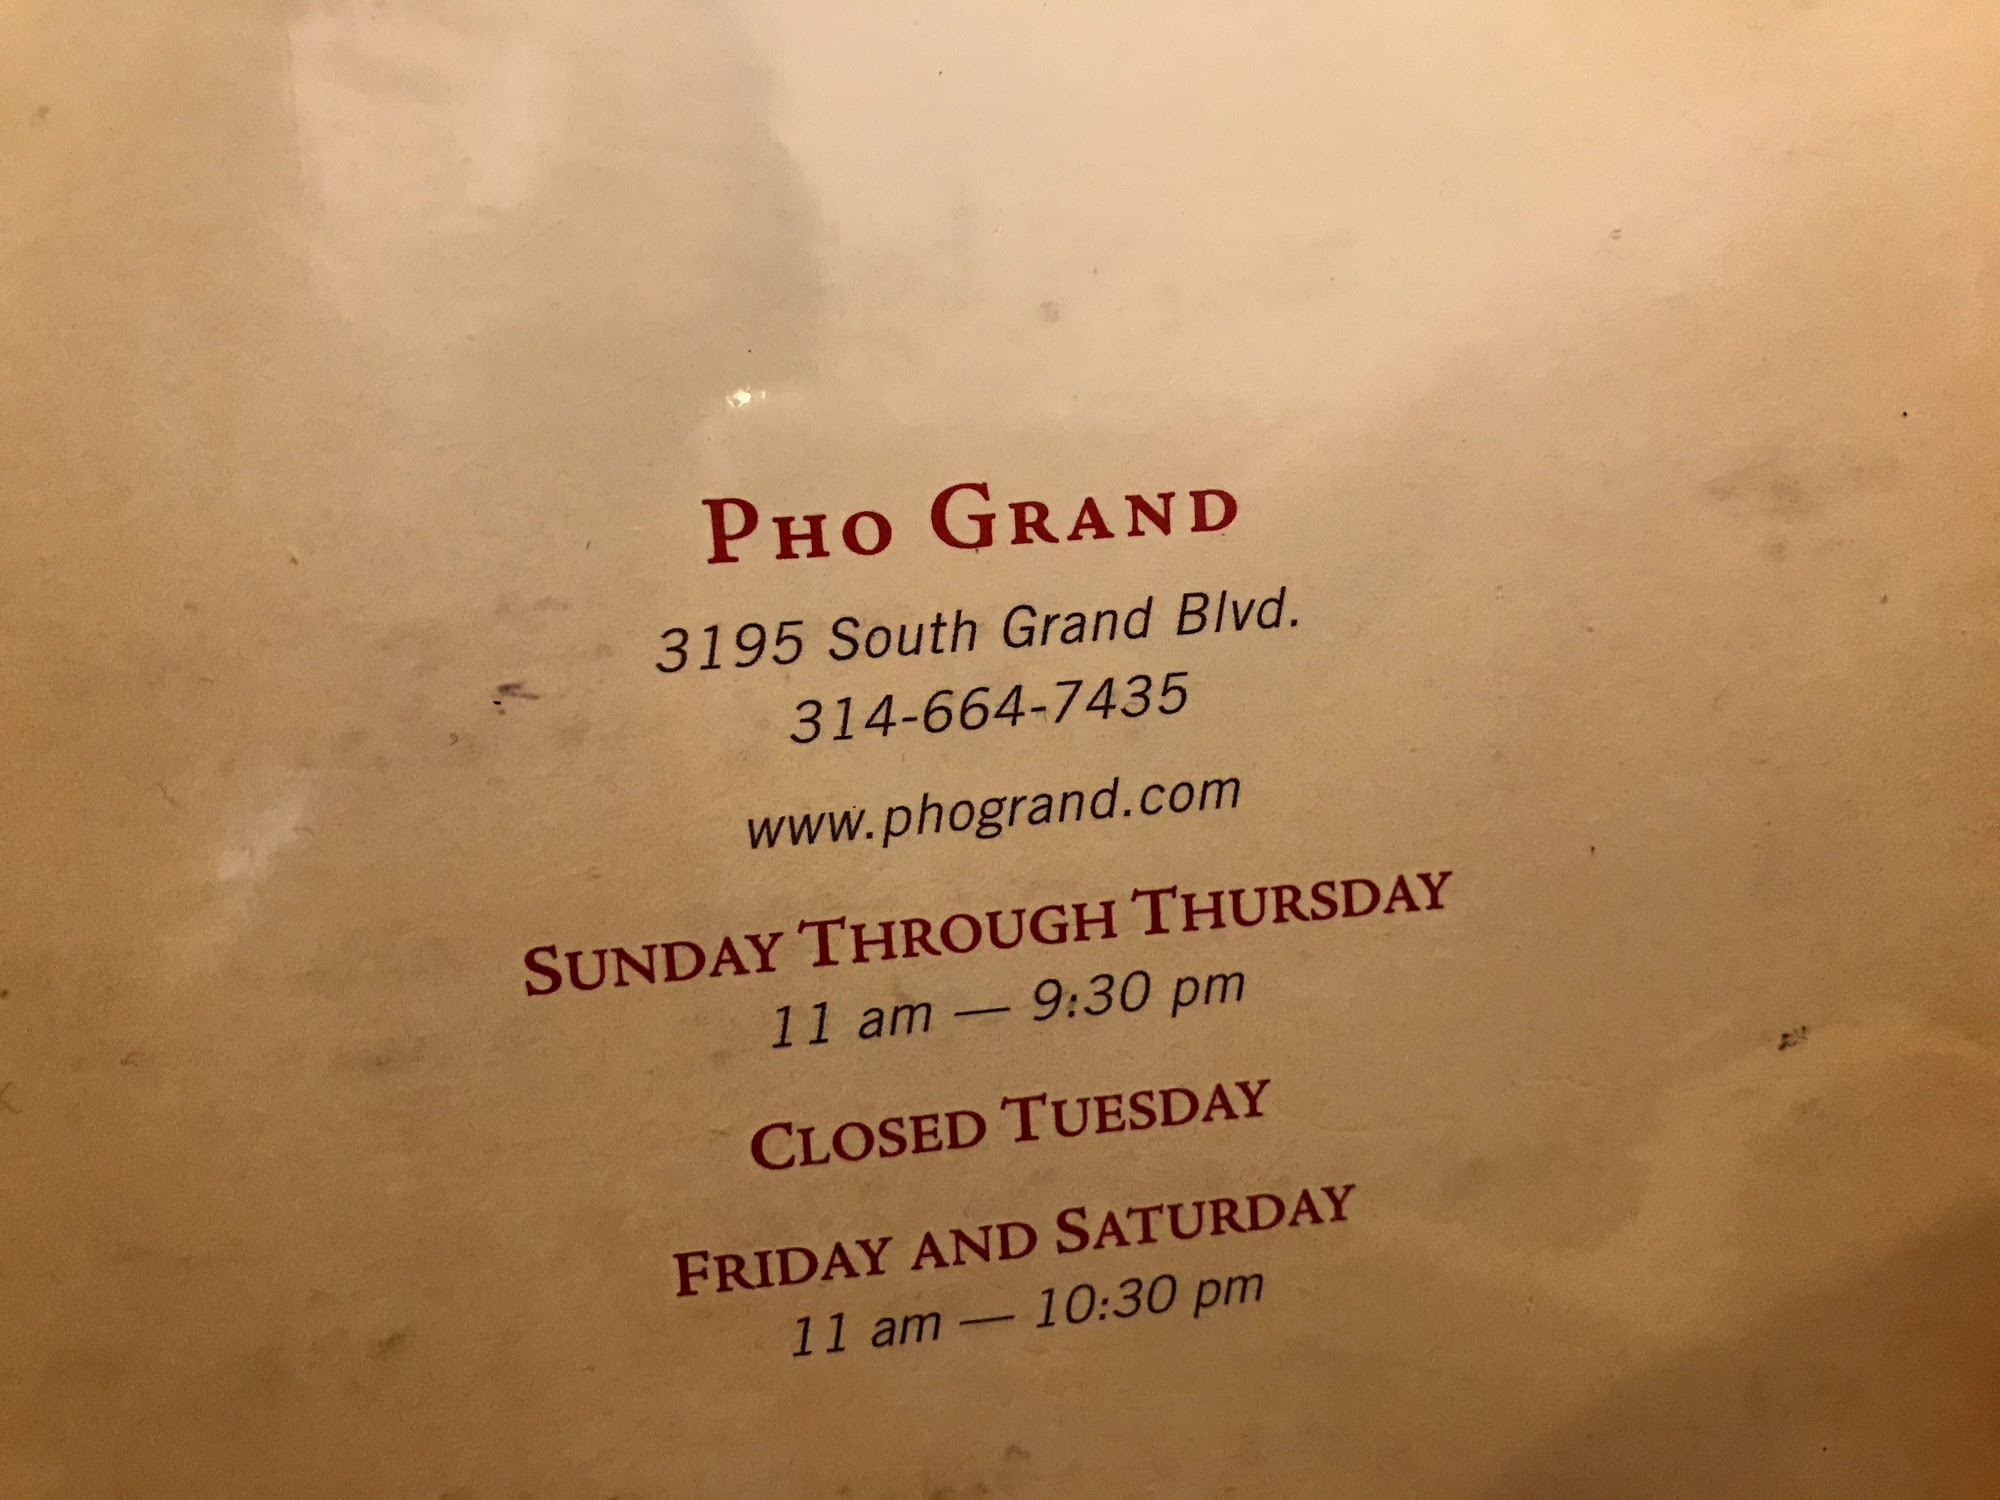 PHO GRAND
3195 South Grand Blvd.
314-664-7435
www.phogrand.com
SUNDAY THROUGH THURSDAY
11 am — 9:30 pm
CLOSED TUESDAY
FRIDAY AND SATURDAY
11 am — 10:30 pm